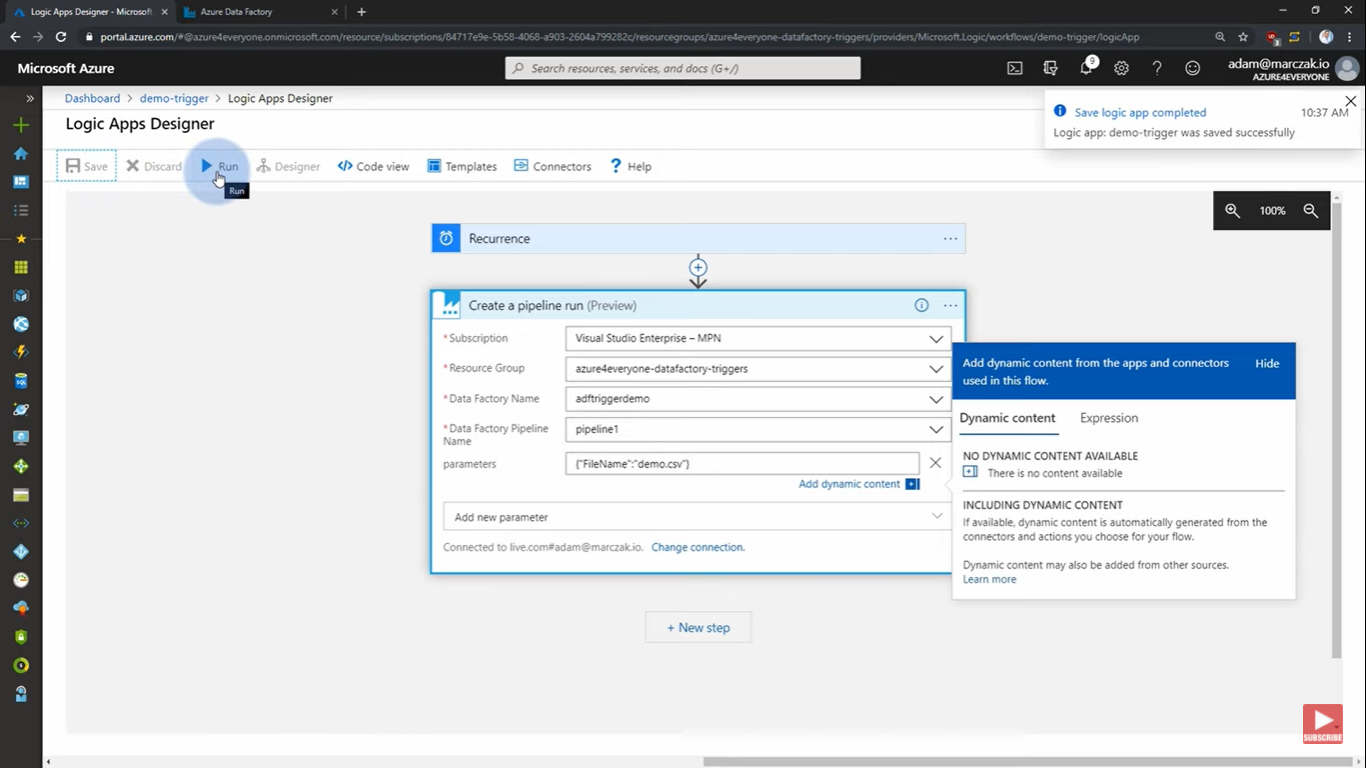 Logic Apps Designer - Microsoft
Azure Data Factory
portal.azure.com/#@azure4everyone.onmicrosoft.com/resource/subscriptions/84717e9e-5b58-4068-a903-2604a799282c/resourcegroups/azure4everyone-datafactory-triggers/providers/Microsoft.Logic/workflows/demo-trigger/logicApp
3
Microsoft Azure
Search resources, services, and docs (G+/)
9
adam@marczak.io
AZURE4EVERYONE
Dashboard > demo-trigger > Logic Apps Designer
Logic Apps Designer
Save logic app completed 10:37 AM
Logic app: demo-trigger was saved successfully
Save Discard Run Designer Code view Templates Connectors Help
Run
100%
Recurrence
Create a pipeline run (Preview)
*Subscription Visual Studio Enterprise – MPN
*Resource Group azure4everyone-datafactory-triggers
*Data Factory Name adftriggerdemo
*Data Factory Pipeline Name pipeline1
parameters {"FileName":"demo.csv"}
Add dynamic content
Add new parameter
Connected to live.com#adam@marczak.io. Change connection.
+ New step
Add dynamic content from the apps and connectors
used in this flow.
Hide
Dynamic content Expression
NO DYNAMIC CONTENT AVAILABLE
There is no content available
INCLUDING DYNAMIC CONTENT
If available, dynamic content is automatically generated from the
connectors and actions you choose for your flow.
Dynamic content may also be added from other sources.
Learn more
SUBSCRIBE